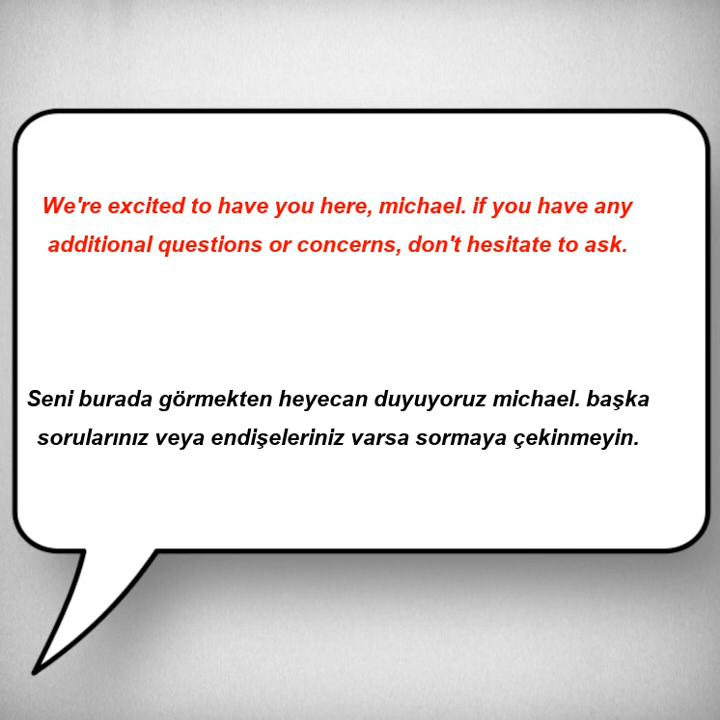 We're excited to have you here, michael. if you have any
additional questions or concerns, don't hesitate to ask.
Seni burada görmekten heyecan duyuyoruz michael. başka
sorularınız veya endişeleriniz varsa sormaya çekinmeyin.